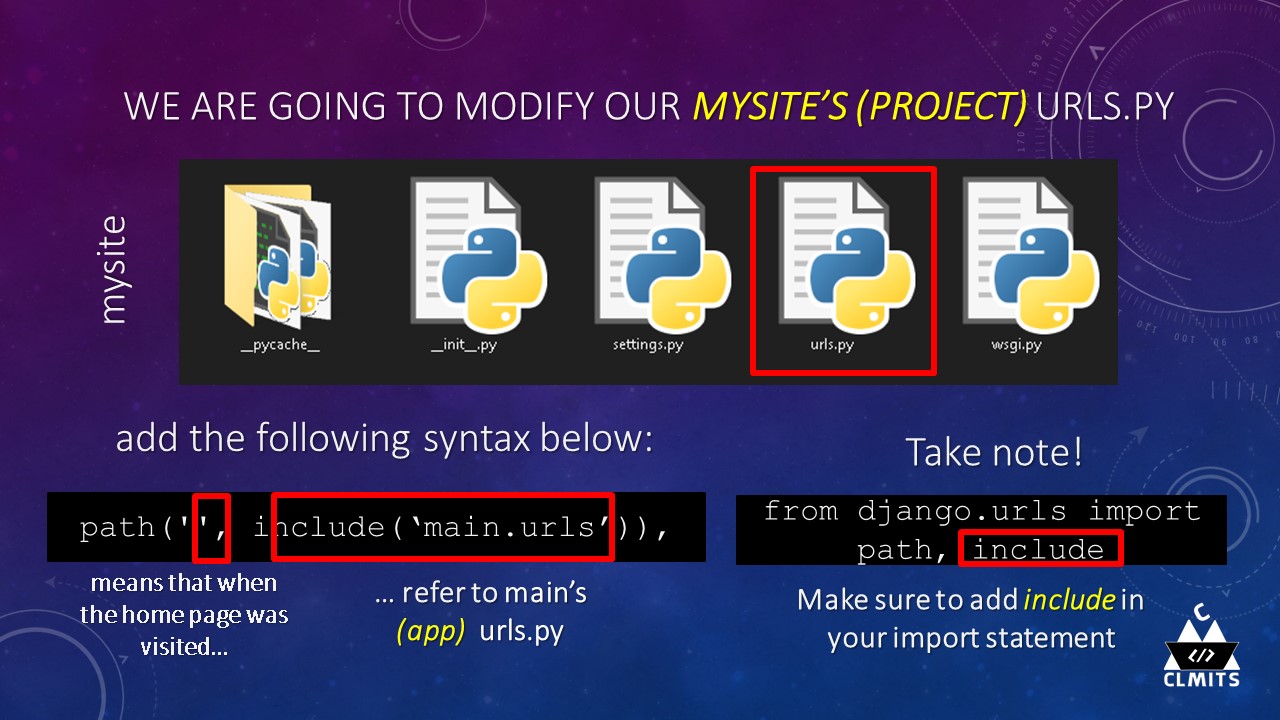 WE ARE GOING TO MODIFY OUR MYSITE’S (PROJECT) URLS.PY
mysite
__pycache__
__init__.py
settings.py
urls.py
wsgi.py
add the following syntax below:
path('', include(‘main.urls’)),
means that when
the home page was
visited...
... refer to main’s
(app) urls.py
Take note!
from django.urls import
path, include
Make sure to add include in
your import statement
C
</>
CLMITS